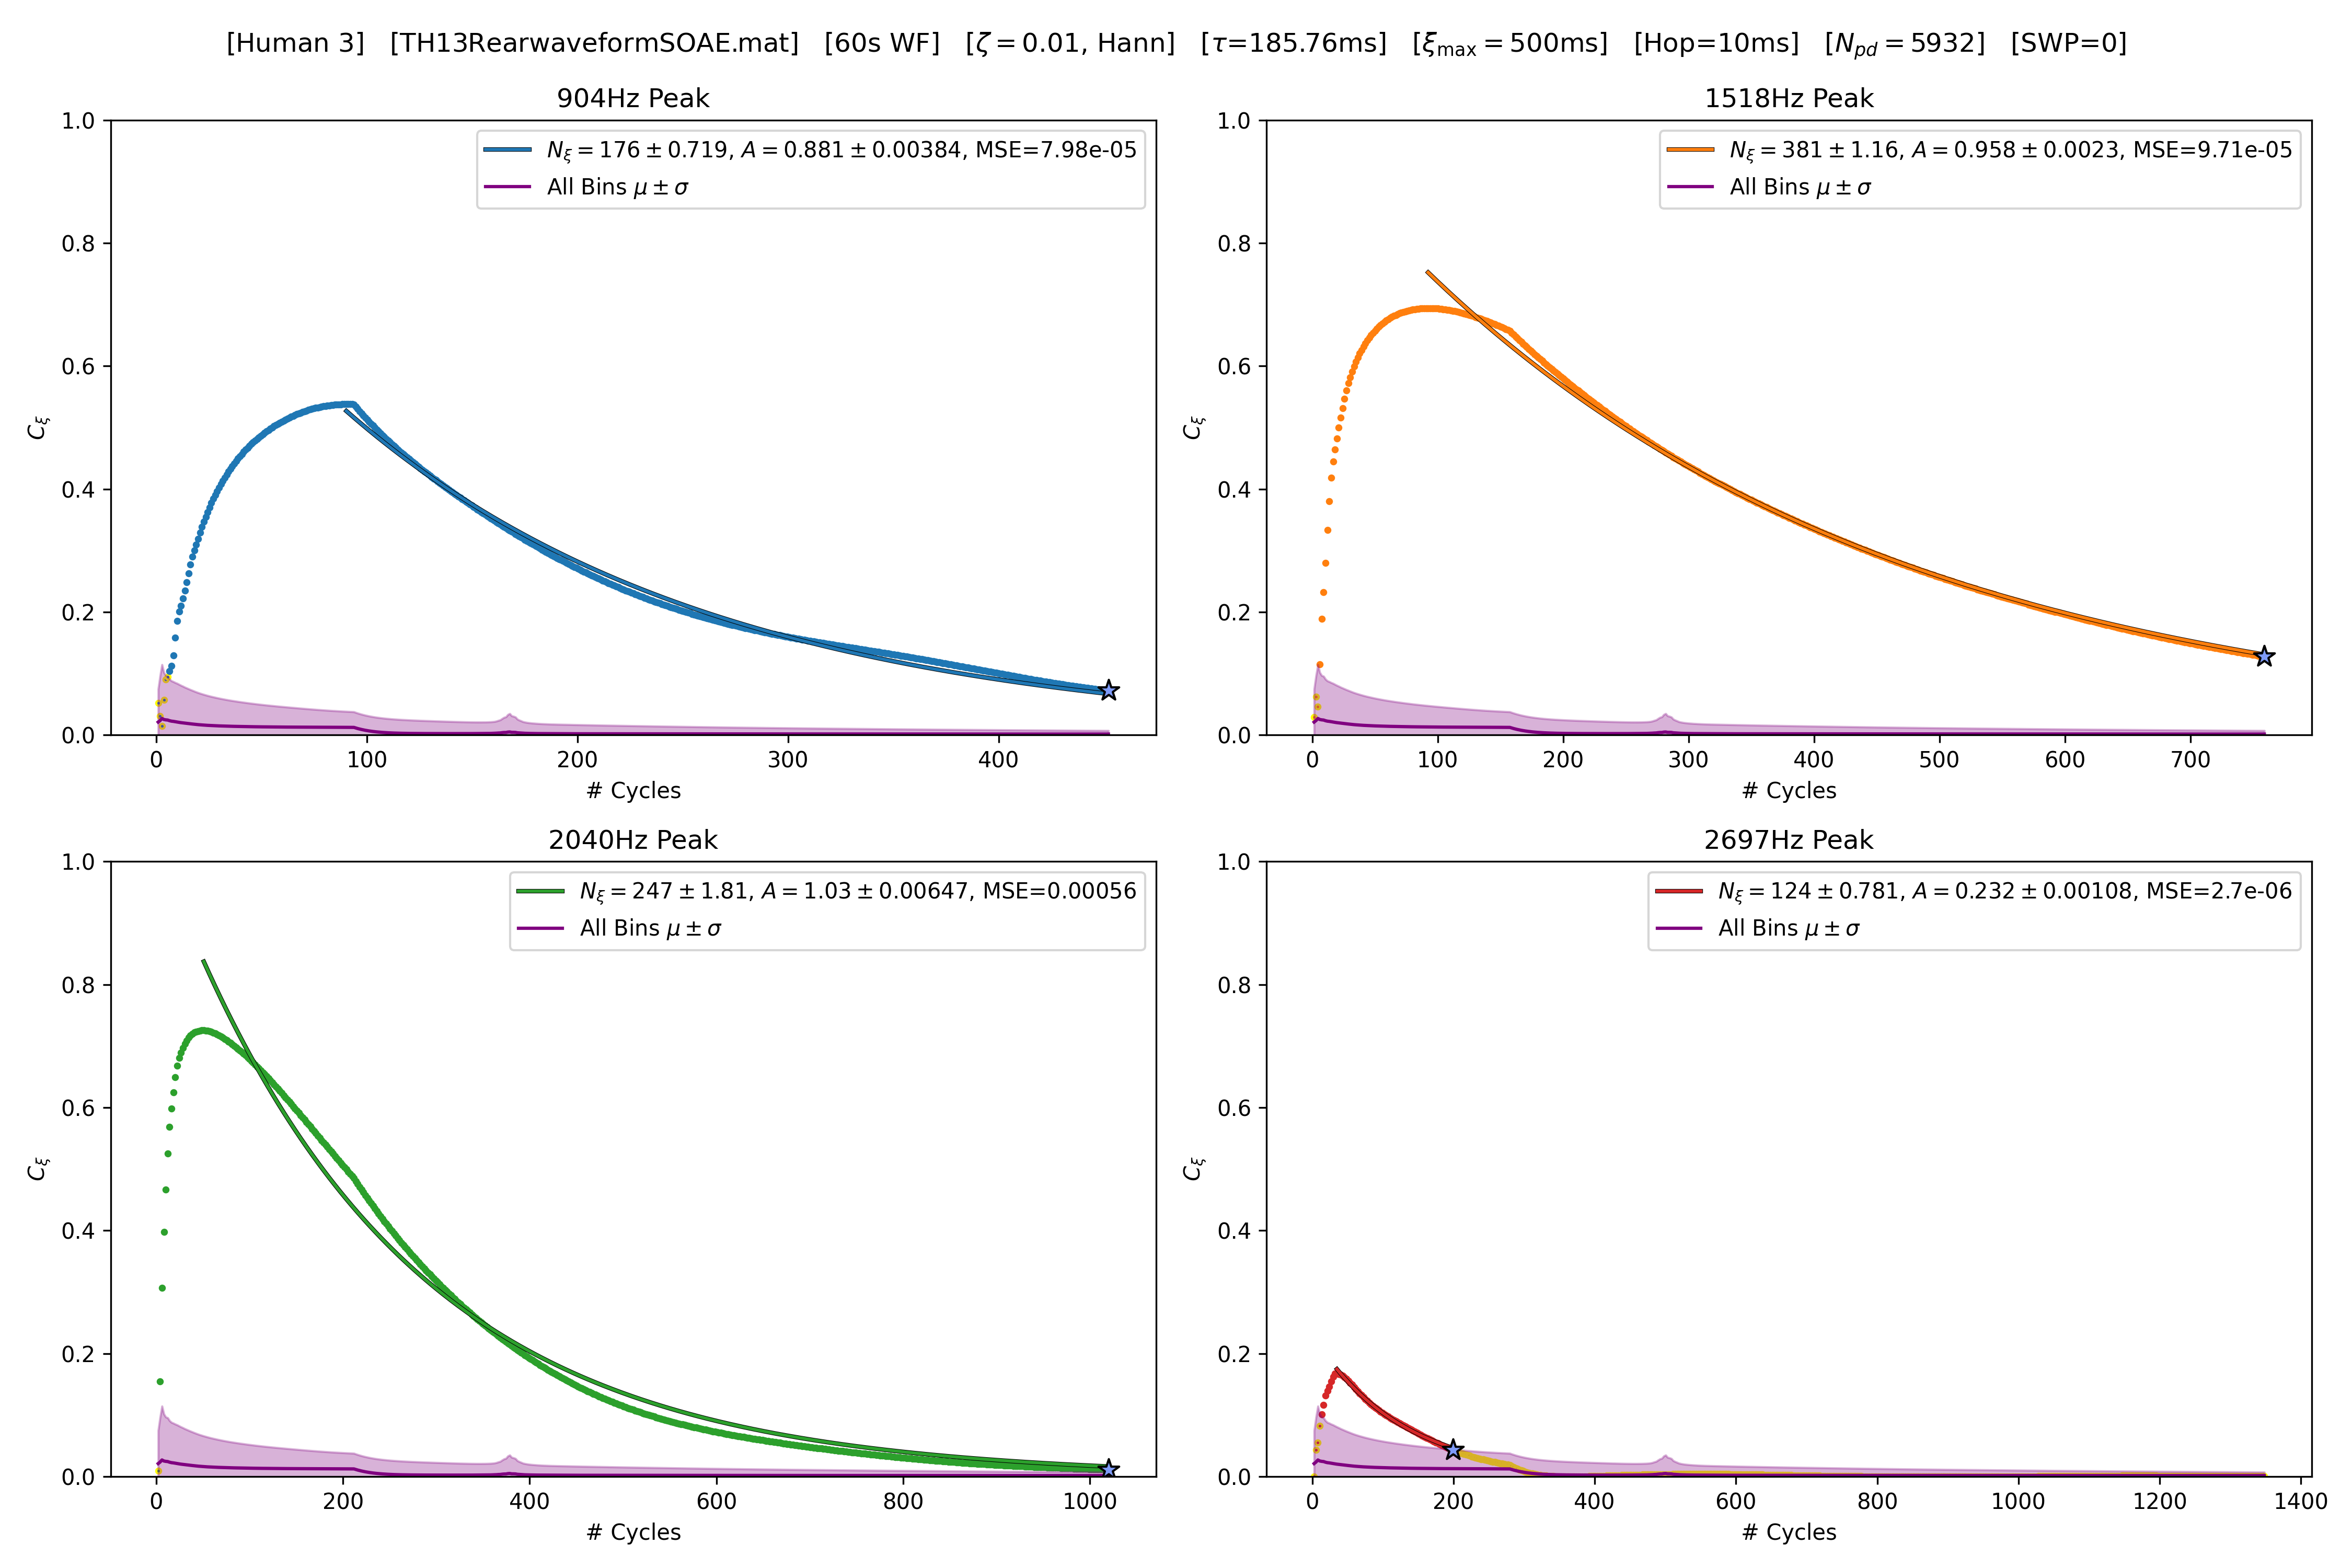 [Human 3] [TH13RearwaveformSOAE.mat] [60s WF] [ζ = 0.01, Hann] [τ=185.76ms] [ξmax = 500ms] [Hop=10ms] [Npd = 5932] [SWP=0]
904Hz Peak
Nξ = 176 ± 0.719, A = 0.881 ± 0.00384, MSE=7.98e-05
All Bins μ ± σ
1.0
0.8
0.6
0.4
0.2
0.0
Cξ
0 100 200 300 400
# Cycles
1518Hz Peak
Nξ = 381 ± 1.16, A = 0.958 ± 0.0023, MSE=9.71e-05
All Bins μ ± σ
1.0
0.8
0.6
0.4
0.2
0.0
Cξ
0 100 200 300 400 500 600 700
# Cycles
2040Hz Peak
Nξ = 247 ± 1.81, A = 1.03 ± 0.00647, MSE=0.00056
All Bins μ ± σ
1.0
0.8
0.6
0.4
0.2
0.0
Cξ
0 200 400 600 800 1000
# Cycles
2697Hz Peak
Nξ = 124 ± 0.781, A = 0.232 ± 0.00108, MSE=2.7e-06
All Bins μ ± σ
1.0
0.8
0.6
0.4
0.2
0.0
Cξ
0 200 400 600 800 1000 1200 1400
# Cycles